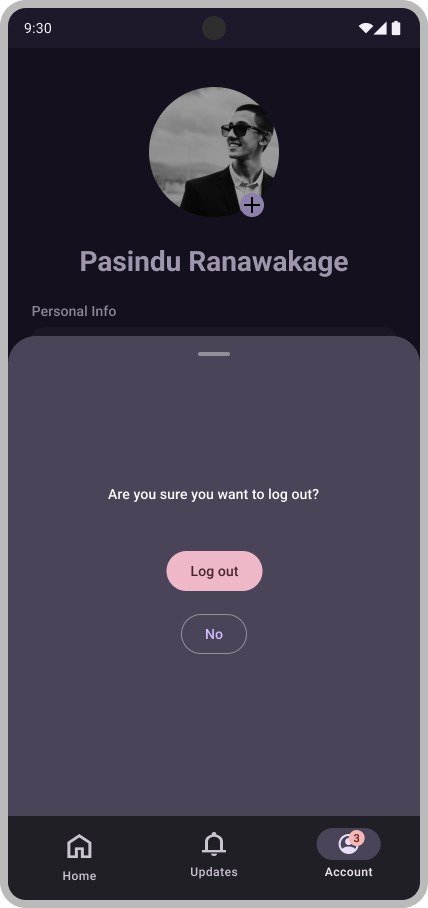 9:30
Pasindu Ranawakage
Personal Info
Are you sure you want to log out?
Log out
No
3
Home
Updates
Account